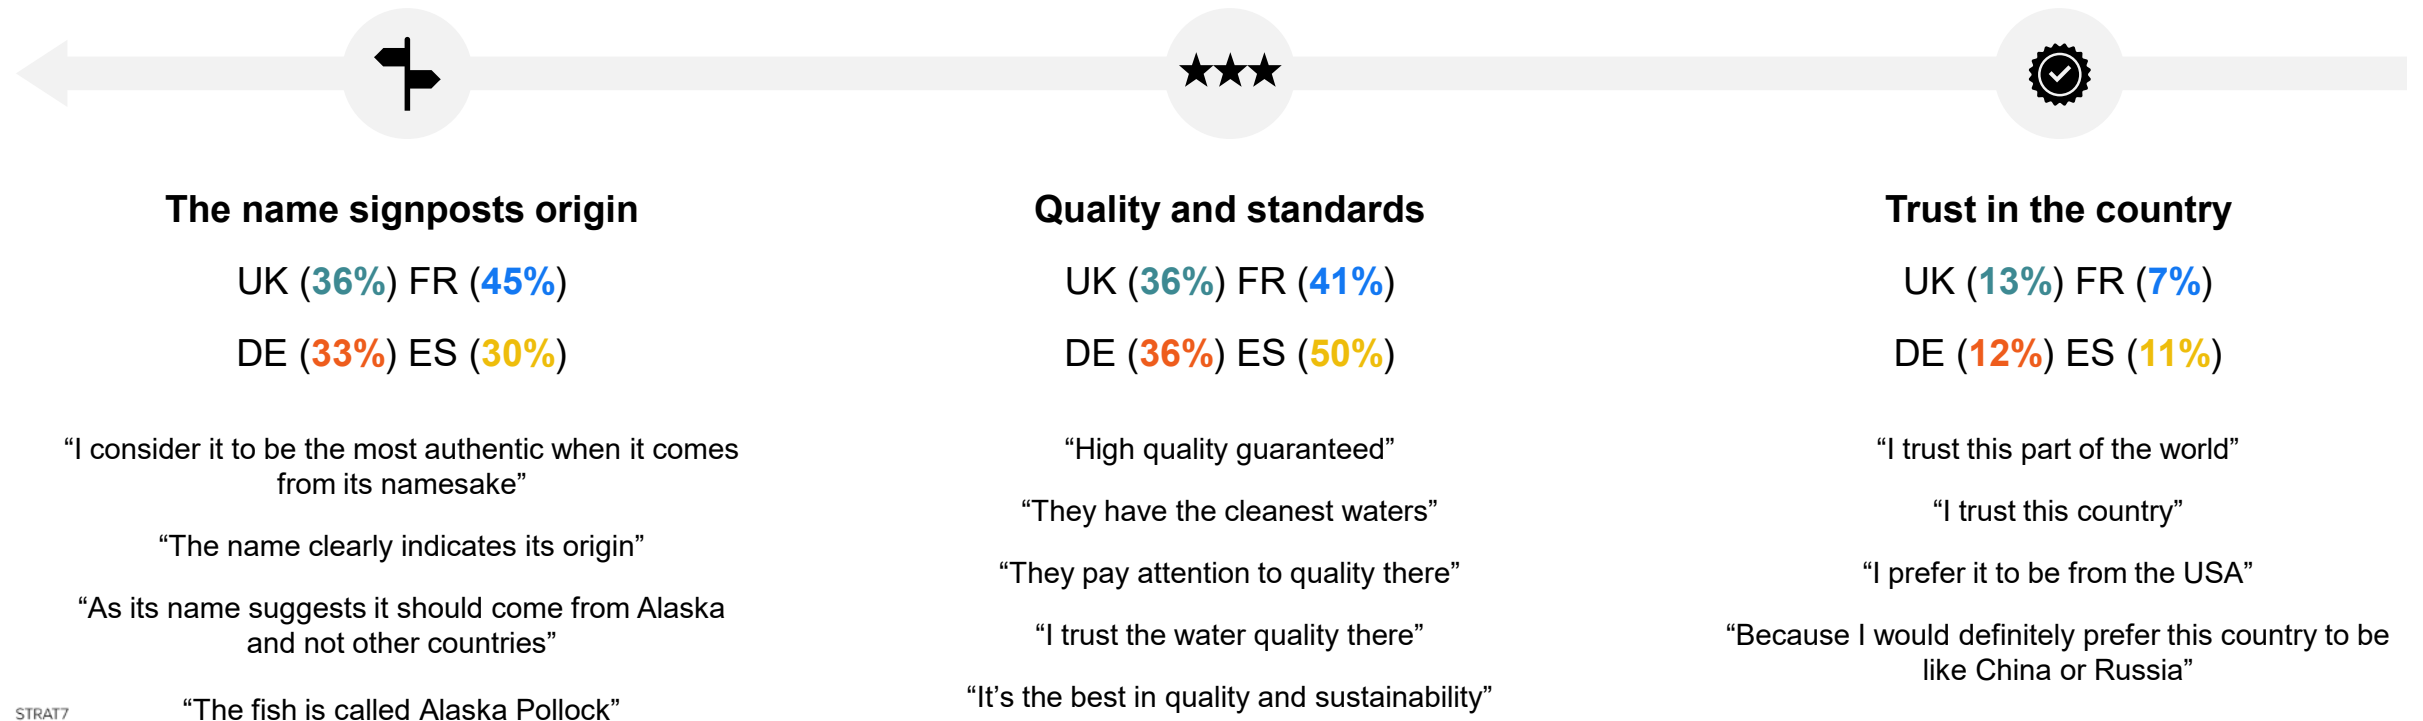 The name signposts origin
UK (36%) FR (45%)
DE (33%) ES (30%)
“I consider it to be the most authentic when it comes
from its namesake”
“The name clearly indicates its origin”
“As its name suggests it should come from Alaska
and not other countries”
“The fish is called Alaska Pollock”
Quality and standards
UK (36%) FR (41%)
DE (36%) ES (50%)
“High quality guaranteed”
“They have the cleanest waters”
“They pay attention to quality there”
“I trust the water quality there”
“It’s the best in quality and sustainability”
Trust in the country
UK (13%) FR (7%)
DE (12%) ES (11%)
“I trust this part of the world”
“I trust this country”
“I prefer it to be from the USA”
“Because I would definitely prefer this country to be
like China or Russia”
STRAT7